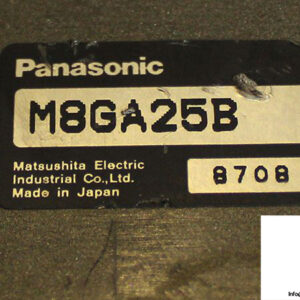 Panasonic
M8GA25B
Matsushita Electric
Industrial Co.,Ltd.
Made in Japan
8708